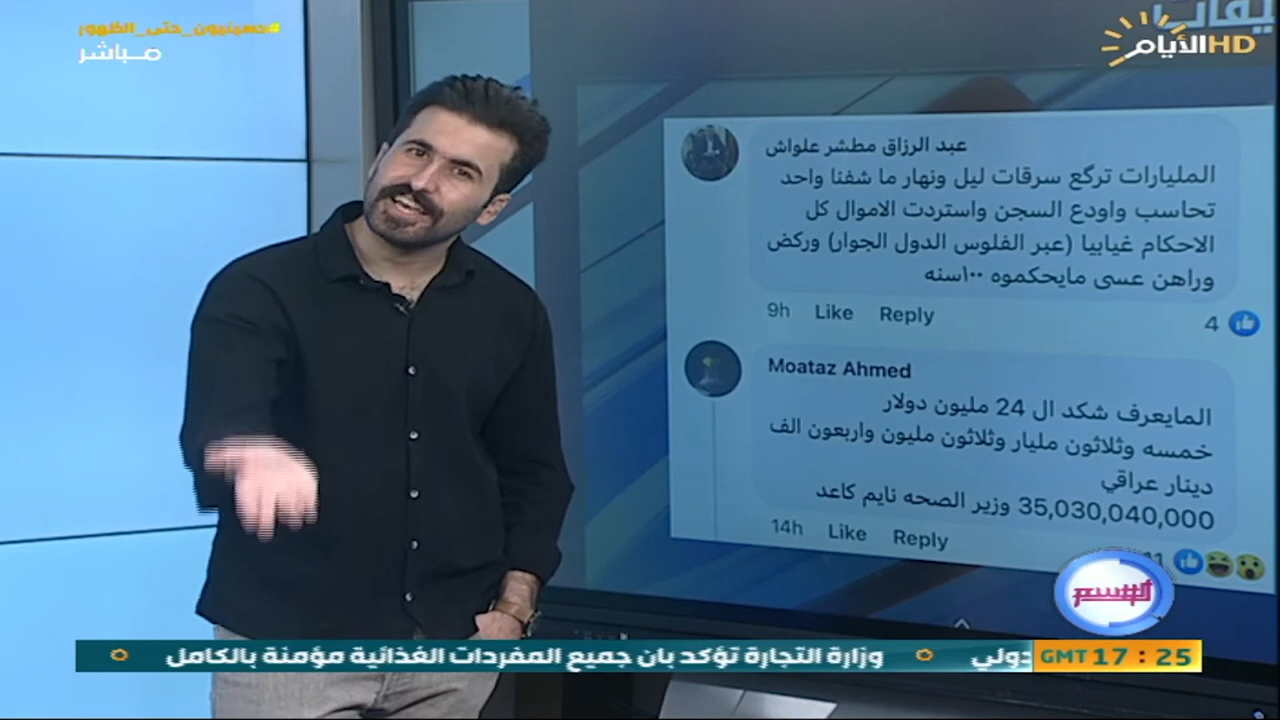 #حسينيون_حتى_الظهور
مباشر
الأيام HD
عبد الرزاق مطشر علواش
المليارات ترگع سرقات ليل ونهار ما شفنا واحد
تحاسب واودع السجن واستردت الاموال كل
الاحكام غيابيا (عبر الفلوس الدول الجوار) وركض
وراهن عسى مايحكموه ١٠٠سنه
9h Like Reply
4
Moataz Ahmed
المايعرف شكد ال 24 مليون دولار
خمسه وثلاثون مليار وثلاثون مليون واربعون الف
دينار عراقي
35,030,040,000 وزير الصحه نايم كاعد
14h Like Reply
11
دولي
وزارة التجارة تؤكد بان جميع المفردات الغذائية مؤمنة بالكامل
GMT 17 : 25